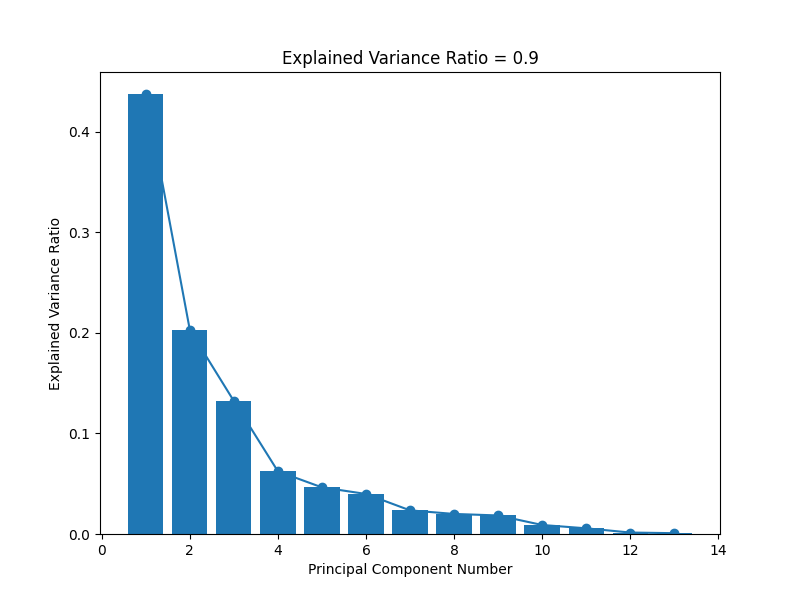 Explained Variance Ratio = 0.9
Explained Variance Ratio
0.4
0.3
0.2
0.1
0.0
0 2 4 6 8 10 12 14
Principal Component Number